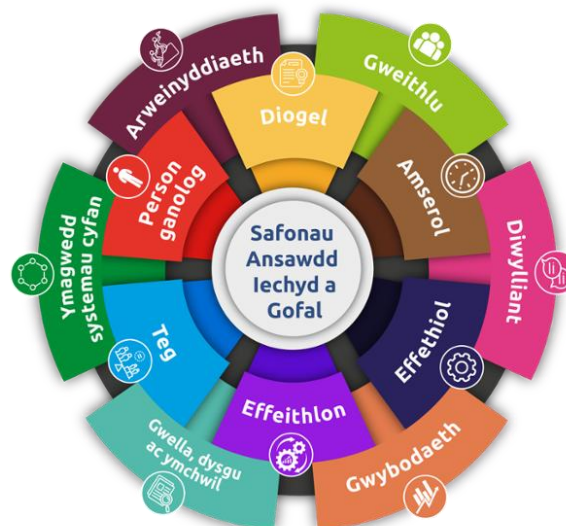 Safonau
Ansawdd
Iechyd a
Gofal
Diogel
Amserol
Effethiol
Effeithlon
Teg
Person
ganolog
Arweinyddiaeth
Gweithlu
Diwylliant
Gwybodaeth
Gwella, dysgu
ac ymchwil
Ymagwedd
systemau cyfan